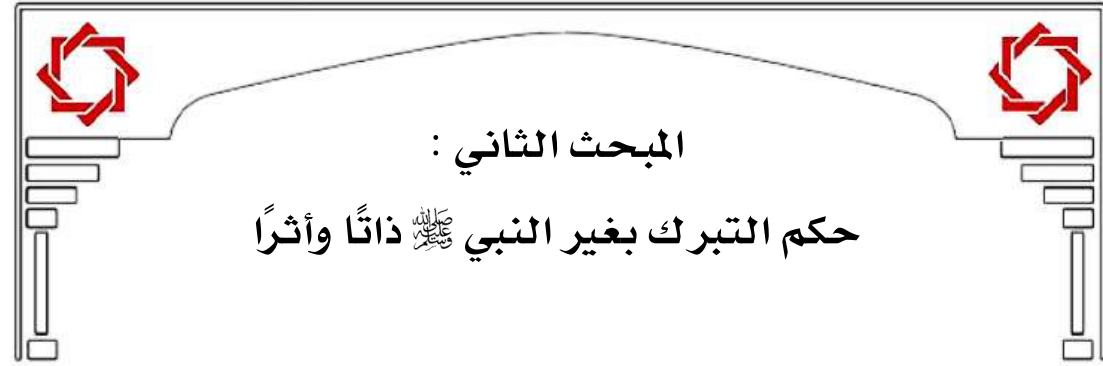 المبحث الثاني :
حكم التبرك بغير النبي ﷺ ذاتًا وأثرًا